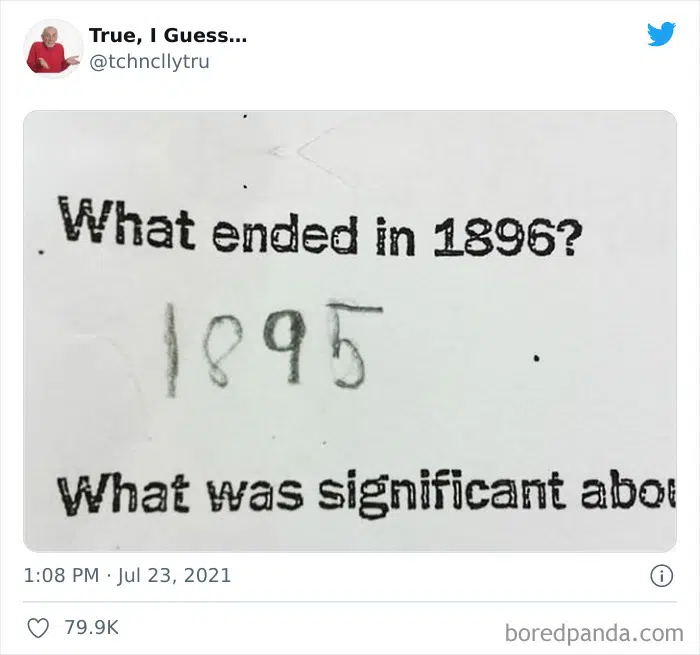 True, I Guess...
@tchncllytru
What ended in 1896?
1895
What was significant abou
1:08 PM · Jul 23, 2021
79.9K
boredpanda.com